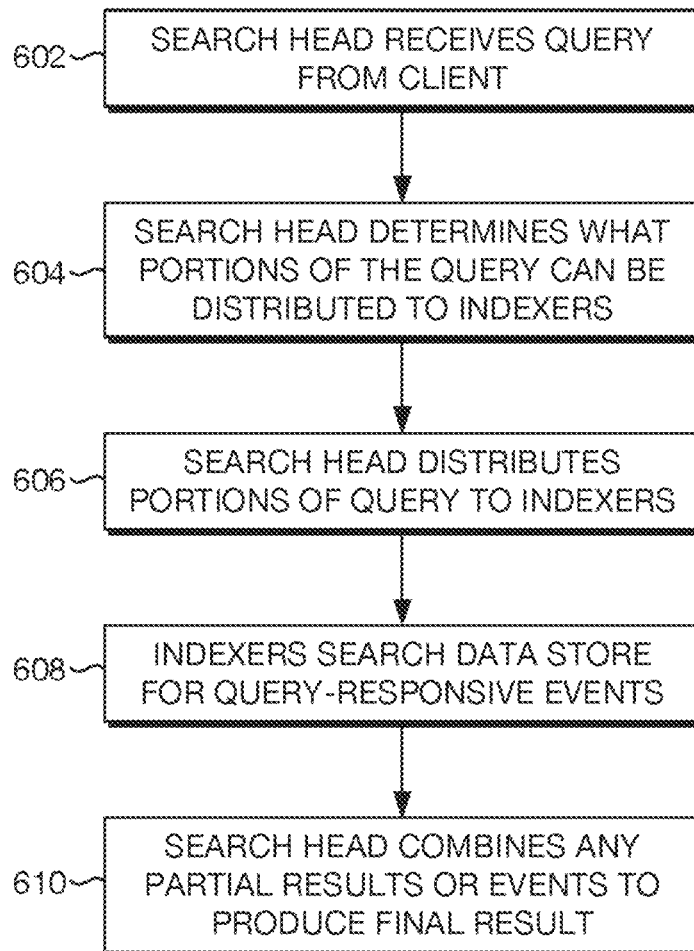 602
SEARCH HEAD RECEIVES QUERY
FROM CLIENT
604
SEARCH HEAD DETERMINES WHAT
PORTIONS OF THE QUERY CAN BE
DISTRIBUTED TO INDEXERS
606
SEARCH HEAD DISTRIBUTES
PORTIONS OF QUERY TO INDEXERS
608
INDEXERS SEARCH DATA STORE
FOR QUERY-RESPONSIVE EVENTS
610
SEARCH HEAD COMBINES ANY
PARTIAL RESULTS OR EVENTS TO
PRODUCE FINAL RESULT